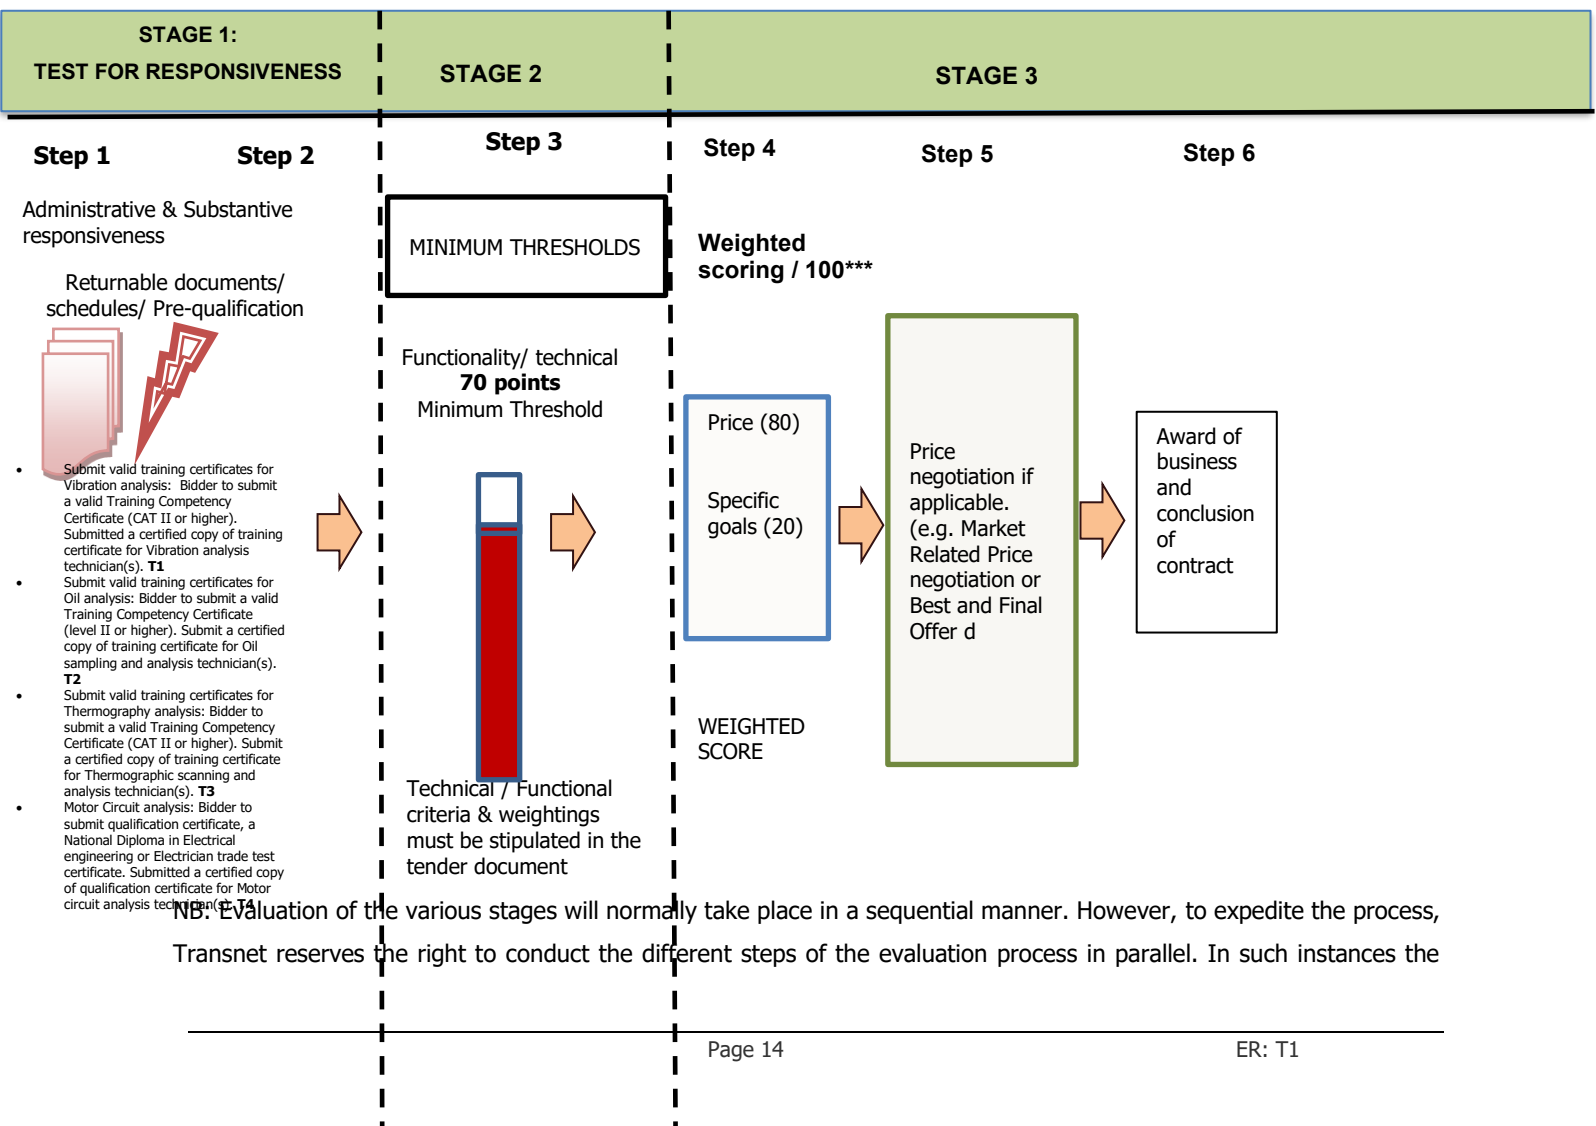 STAGE 1:
TEST FOR RESPONSIVENESS
STAGE 2
STAGE 3
Step 1
Step 2
Step 3
Step 4
Step 5
Step 6
Administrative & Substantive
responsiveness
Returnable documents/
schedules/ Pre-qualification
• Submit valid training certificates for
Vibration analysis: Bidder to submit
a valid Training Competency
Certificate (CAT II or higher).
Submitted a certified copy of training
certificate for Vibration analysis
technician(s). T1
• Submit valid training certificates for
Oil analysis: Bidder to submit a valid
Training Competency Certificate
(level II or higher). Submit a certified
copy of training certificate for Oil
sampling and analysis technician(s).
T2
• Submit valid training certificates for
Thermography analysis: Bidder to
submit a valid Training Competency
Certificate (CAT II or higher). Submit
a certified copy of training certificate
for Thermographic scanning and
analysis technician(s). T3
• Motor Circuit analysis: Bidder to
submit qualification certificate, a
National Diploma in Electrical
engineering or Electrician trade test
certificate. Submitted a certified copy
of qualification certificate for Motor
circuit analysis technician(s). T4
MINIMUM THRESHOLDS
Functionality/ technical
70 points
Minimum Threshold
Technical / Functional
criteria & weightings
must be stipulated in the
tender document
Weighted
scoring / 100***
Price (80)
Specific
goals (20)
WEIGHTED
SCORE
Price
negotiation if
applicable.
(e.g. Market
Related Price
negotiation or
Best and Final
Offer d
Award of
business
and
conclusion
of
contract
NB: Evaluation of the various stages will normally take place in a sequential manner. However, to expedite the process,
Transnet reserves the right to conduct the different steps of the evaluation process in parallel. In such instances the
Page 14
ER: T1